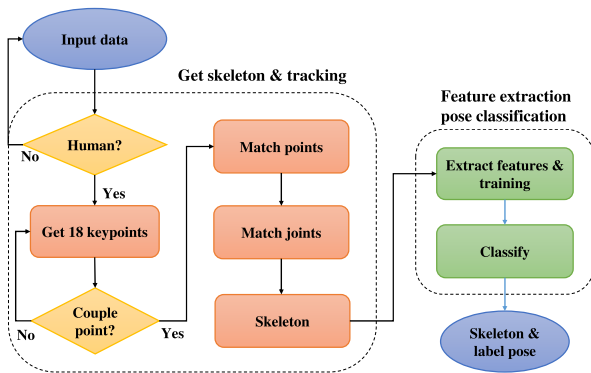 Input data
Get skeleton & tracking
Human?
No
Yes
Get 18 keypoints
Couple
point?
No
Yes
Match points
Match joints
Skeleton
Feature extraction
pose classification
Extract features &
training
Classify
Skeleton &
label pose